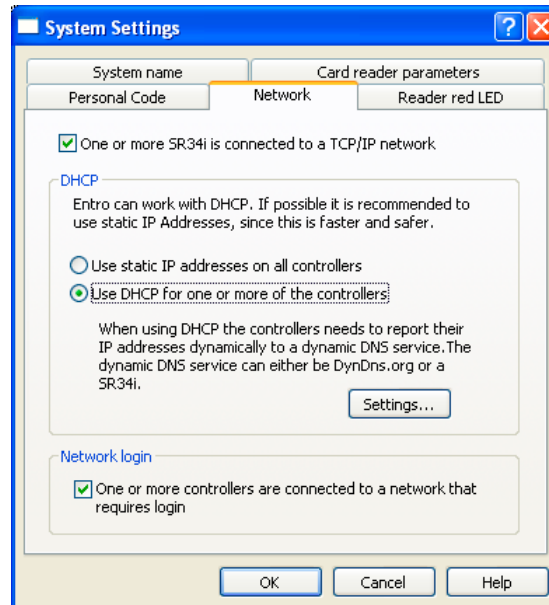 System Settings
System name
Card reader parameters
Personal Code
Network
Reader red LED
One or more SR34i is connected to a TCP/IP network
DHCP
Entro can work with DHCP. If possible it is recommended to
use static IP Addresses, since this is faster and safer.
Use static IP addresses on all controllers
Use DHCP for one or more of the controllers
When using DHCP the controllers needs to report their
IP addresses dynamically to a dynamic DNS service.The
dynamic DNS service can either be DynDns.org or a
SR34i.
Settings...
Network login
One or more controllers are connected to a network that
requires login
OK
Cancel
Help